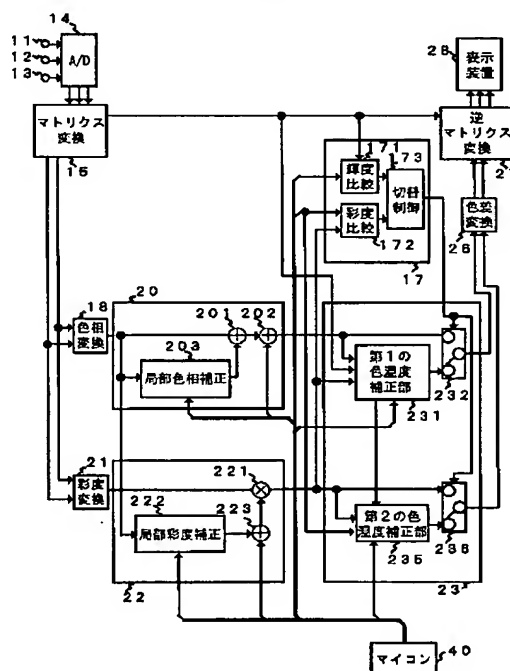 14
11
12
13
A/D
28
表示
装置
マトリクス
変換
15
逆
マトリクス
変換
171
173
輝度
比較
切替
制御
彩度
比較
172
17
色差
変換
26
18
色相
変換
20
201
202
203
局部色相補正
第1の
色温度
補正部
231
232
21
彩度
変換
221
222
223
局部彩度補正
22
第2の色
温度補正部
235
236
23
マイコン
40